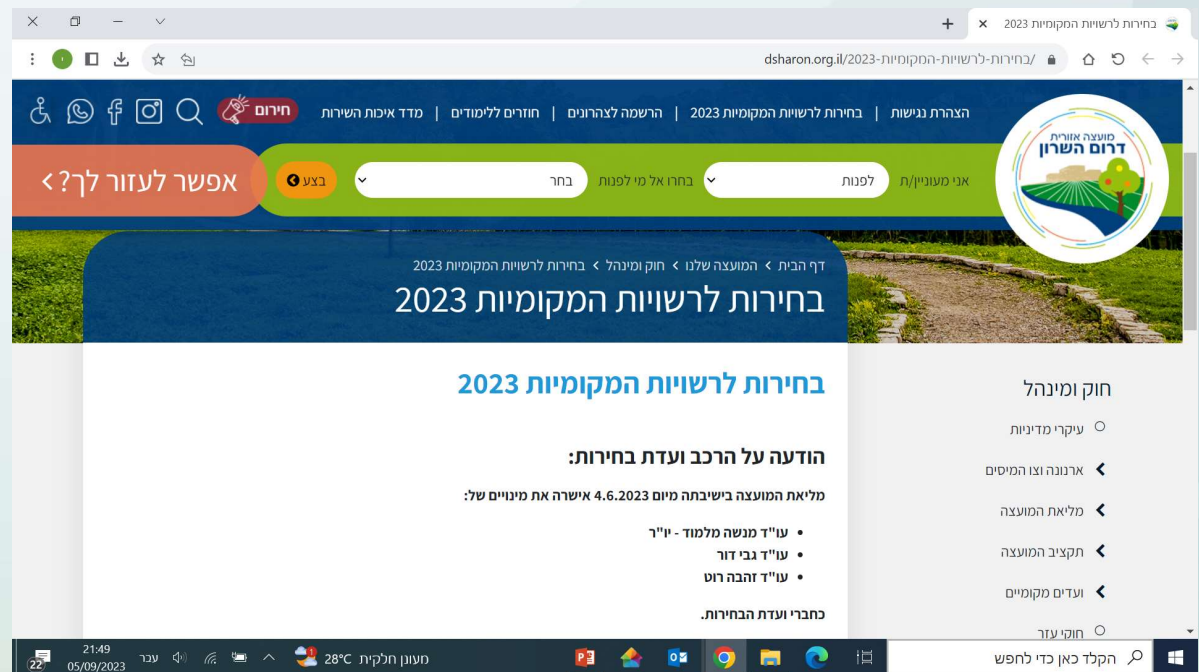 בחירות לרשויות המקומיות 2023
dsharon.org.il/בחירות-לרשויות-המקומיות-2023/
הצהרת נגישות | בחירות לרשויות המקומיות 2023 | הרשמה לצהרונים | חוזרים ללימודים | מדד איכות השירות
חירום
מועצה אזורית
דרום השרון
אני מעוניין/ת לפנות בחרו אל מי לפנות בחר בצע
אפשר לעזור לך?
דף הבית > המועצה שלנו > חוק ומינהל > בחירות לרשויות המקומיות 2023
בחירות לרשויות המקומיות 2023
חוק ומינהל
עיקרי מדיניות
ארנונה וצו המיסים
מליאת המועצה
תקציב המועצה
ועדים מקומיים
חוקי עזר
בחירות לרשויות המקומיות 2023
הודעה על הרכב ועדת בחירות:
מליאת המועצה בישיבתה מיום 4.6.2023 אישרה את מינויים של:
עו"ד מנשה מלמוד - יו"ר
עו"ד גבי דור
עו"ד זהבה רוט
כחברי ועדת הבחירות.
הקלד כאן כדי לחפש
מעונן חלקית 28°C
עבר
21:49
05/09/2023
22